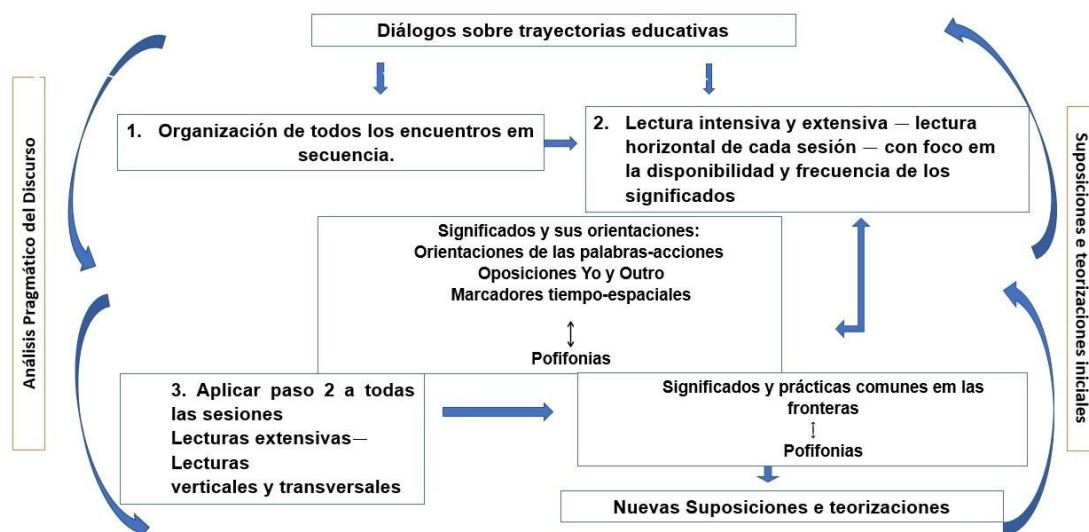 Diálogos sobre trayectorias educativas
Análisis Pragmático del Discurso
1. Organización de todos los encuentros em
secuencia.
2. Lectura intensiva y extensiva — lectura
horizontal de cada sesión — con foco em
la disponibilidad y frecuencia de los
significados
Suposiciones e teorizaciones iniciales
Significados y sus orientaciones:
Orientaciones de las palabras-acciones
Oposiciones Yo y Outro
Marcadores tiempo-espaciales
Pofifonias
3. Aplicar paso 2 a todas
las sesiones
Lecturas extensivas—
Lecturas
verticales y transversales
Significados y prácticas comunes em las
fronteras
Pofifonias
Nuevas Suposiciones e teorizaciones